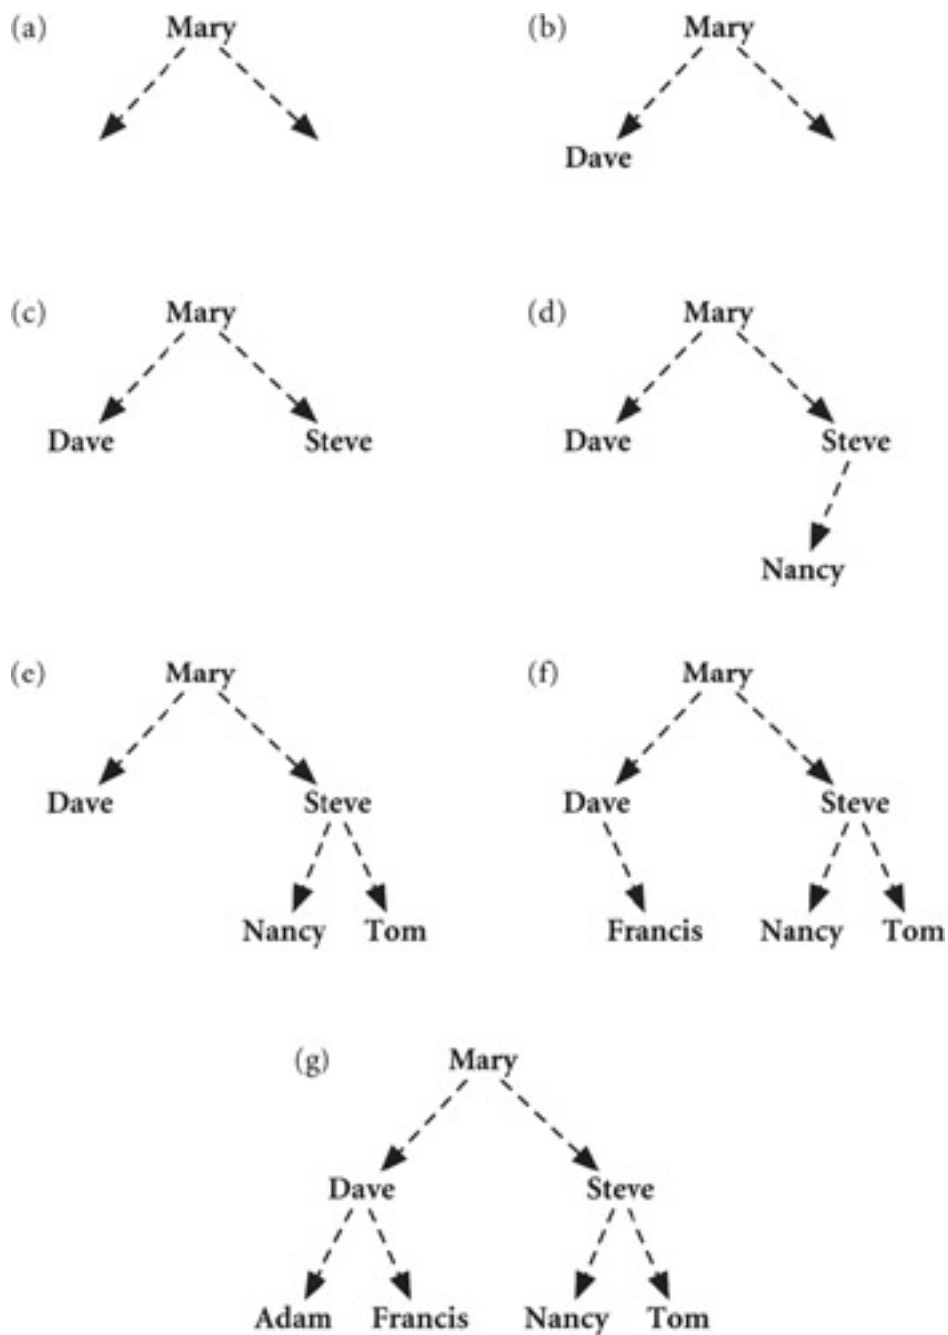 (a) Mary
(b) Mary
Dave
(c) Mary
Dave Steve
(d) Mary
Dave Steve
Nancy
(e) Mary
Dave Steve
Nancy Tom
(f) Mary
Dave Steve
Francis Nancy Tom
(g) Mary
Dave Steve
Adam Francis Nancy Tom